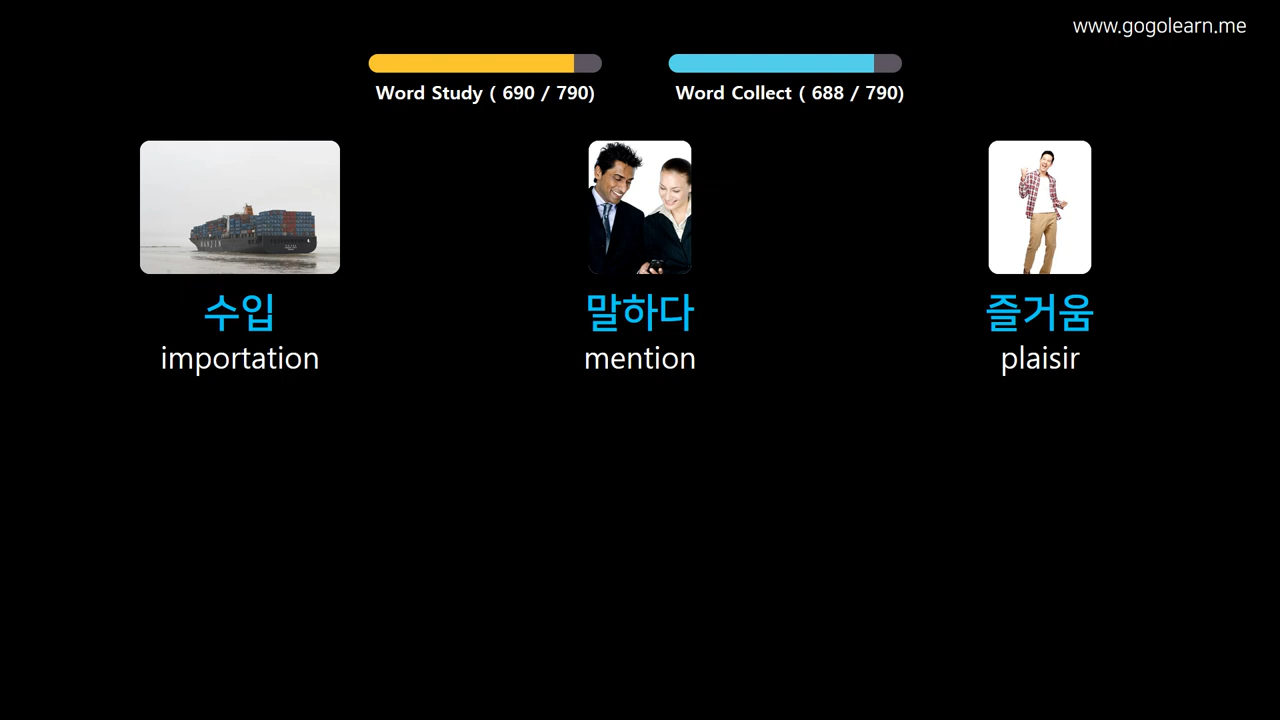 www.gogolearn.me
Word Study ( 690 / 790)
Word Collect ( 688 / 790)
수입
말하다
즐거움
importation
mention
plaisir